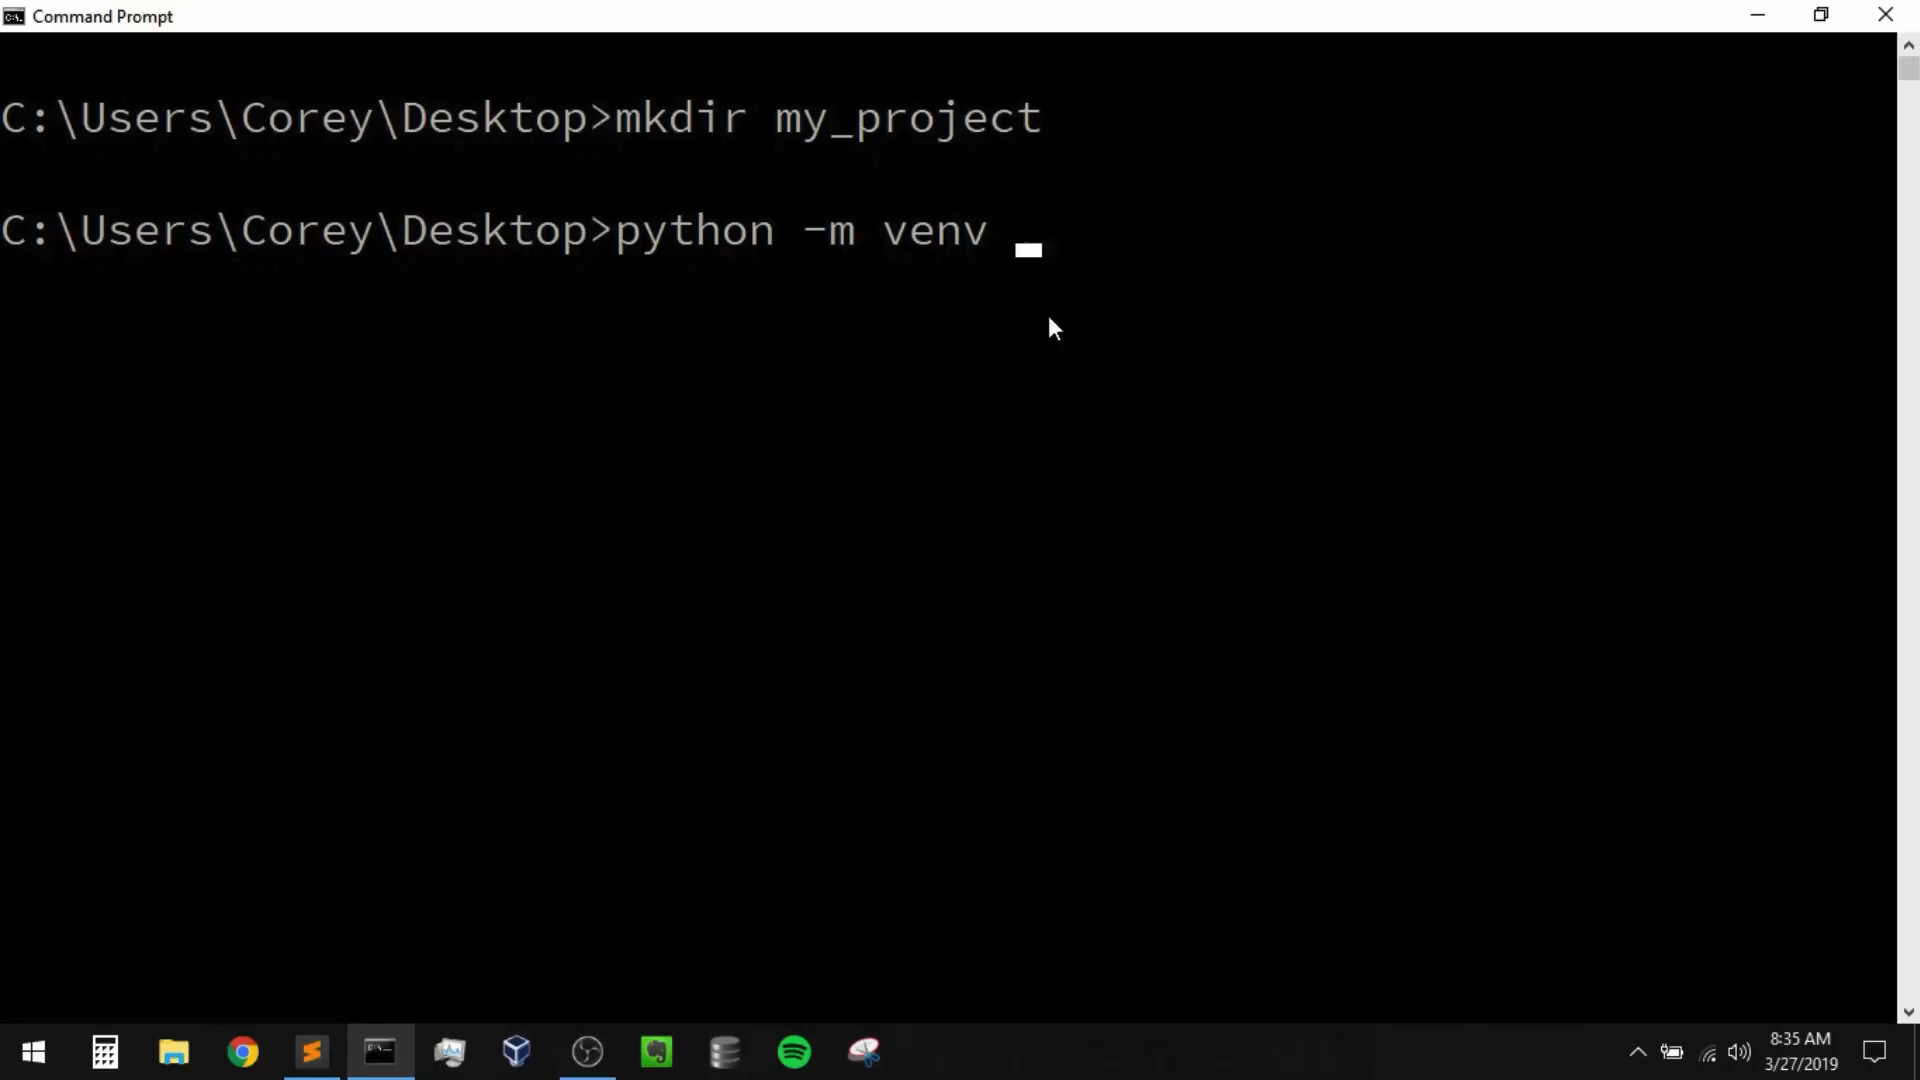 Command Prompt
C:\Users\Corey\Desktop>mkdir my_project
C:\Users\Corey\Desktop>python -m venv
8:35 AM
3/27/2019